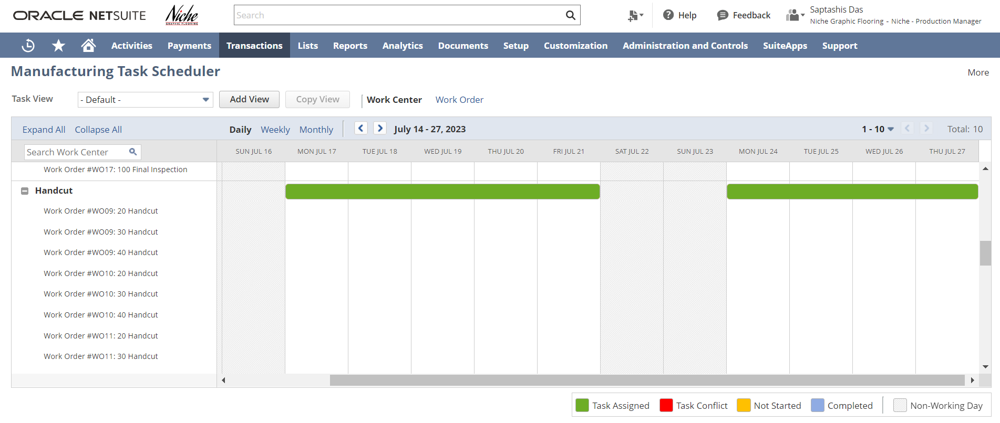 ORACLE NETSUITE
Niche
GRAPHIC FLOORING
Search
Help
Feedback
Saptashis Das
Niche Graphic Flooring - Niche - Production Manager
Activities Payments Transactions Lists Reports Analytics Documents Setup Customization Administration and Controls SuiteApps Support
Manufacturing Task Scheduler
More
Task View
- Default -
Add View
Copy View
Work Center
Work Order
Expand All Collapse All
Daily Weekly Monthly
July 14 - 27, 2023
1 - 10
Total: 10
Search Work Center
SUN JUL 16 MON JUL 17 TUE JUL 18 WED JUL 19 THU JUL 20 FRI JUL 21 SAT JUL 22 SUN JUL 23 MON JUL 24 TUE JUL 25 WED JUL 26 THU JUL 27
Work Order #WO17: 100 Final Inspection
Handcut
Work Order #WO09: 20 Handcut
Work Order #WO09: 30 Handcut
Work Order #WO09: 40 Handcut
Work Order #WO10: 20 Handcut
Work Order #WO10: 30 Handcut
Work Order #WO10: 40 Handcut
Work Order #WO11: 20 Handcut
Work Order #WO11: 30 Handcut
Task Assigned Task Conflict Not Started Completed Non-Working Day